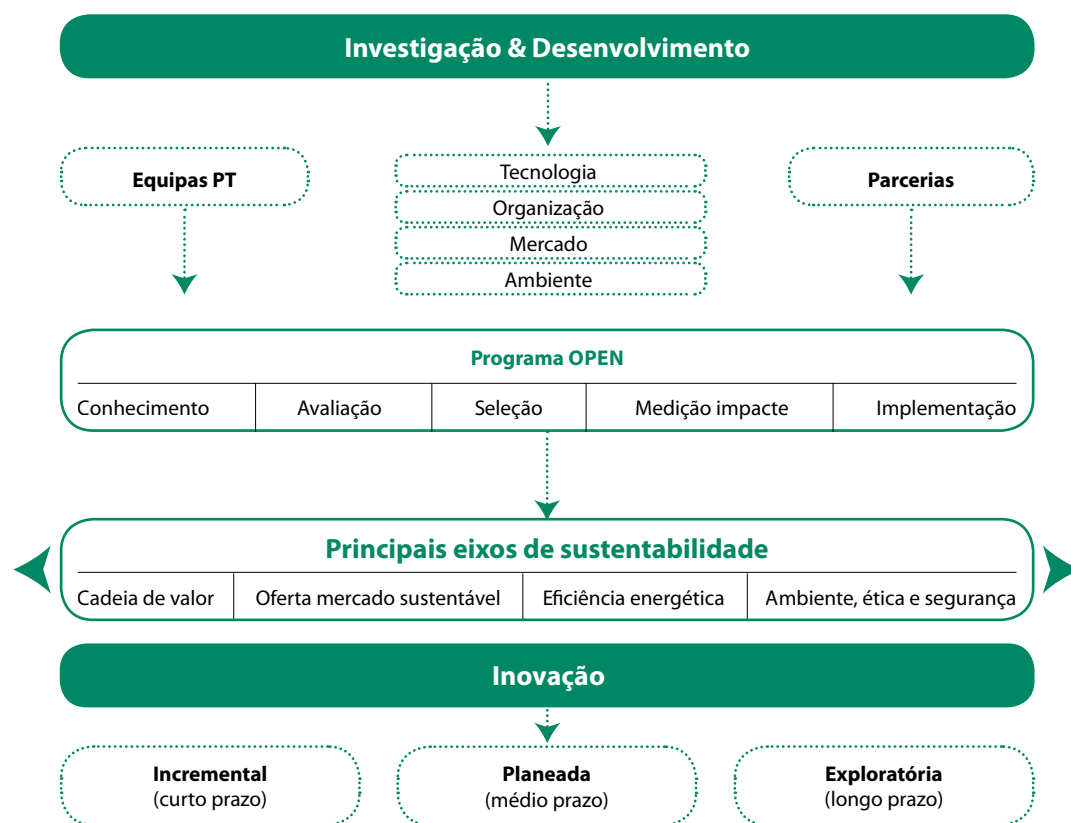 Investigação & Desenvolvimento
Equipas PT
Tecnologia
Organização
Mercado
Ambiente
Parcerias
Programa OPEN
Conhecimento
Avaliação
Seleção
Medição impacte
Implementação
Principais eixos de sustentabilidade
Cadeia de valor
Oferta mercado sustentável
Eficiência energética
Ambiente, ética e segurança
Inovação
Incremental
(curto prazo)
Planeada
(médio prazo)
Exploratória
(longo prazo)